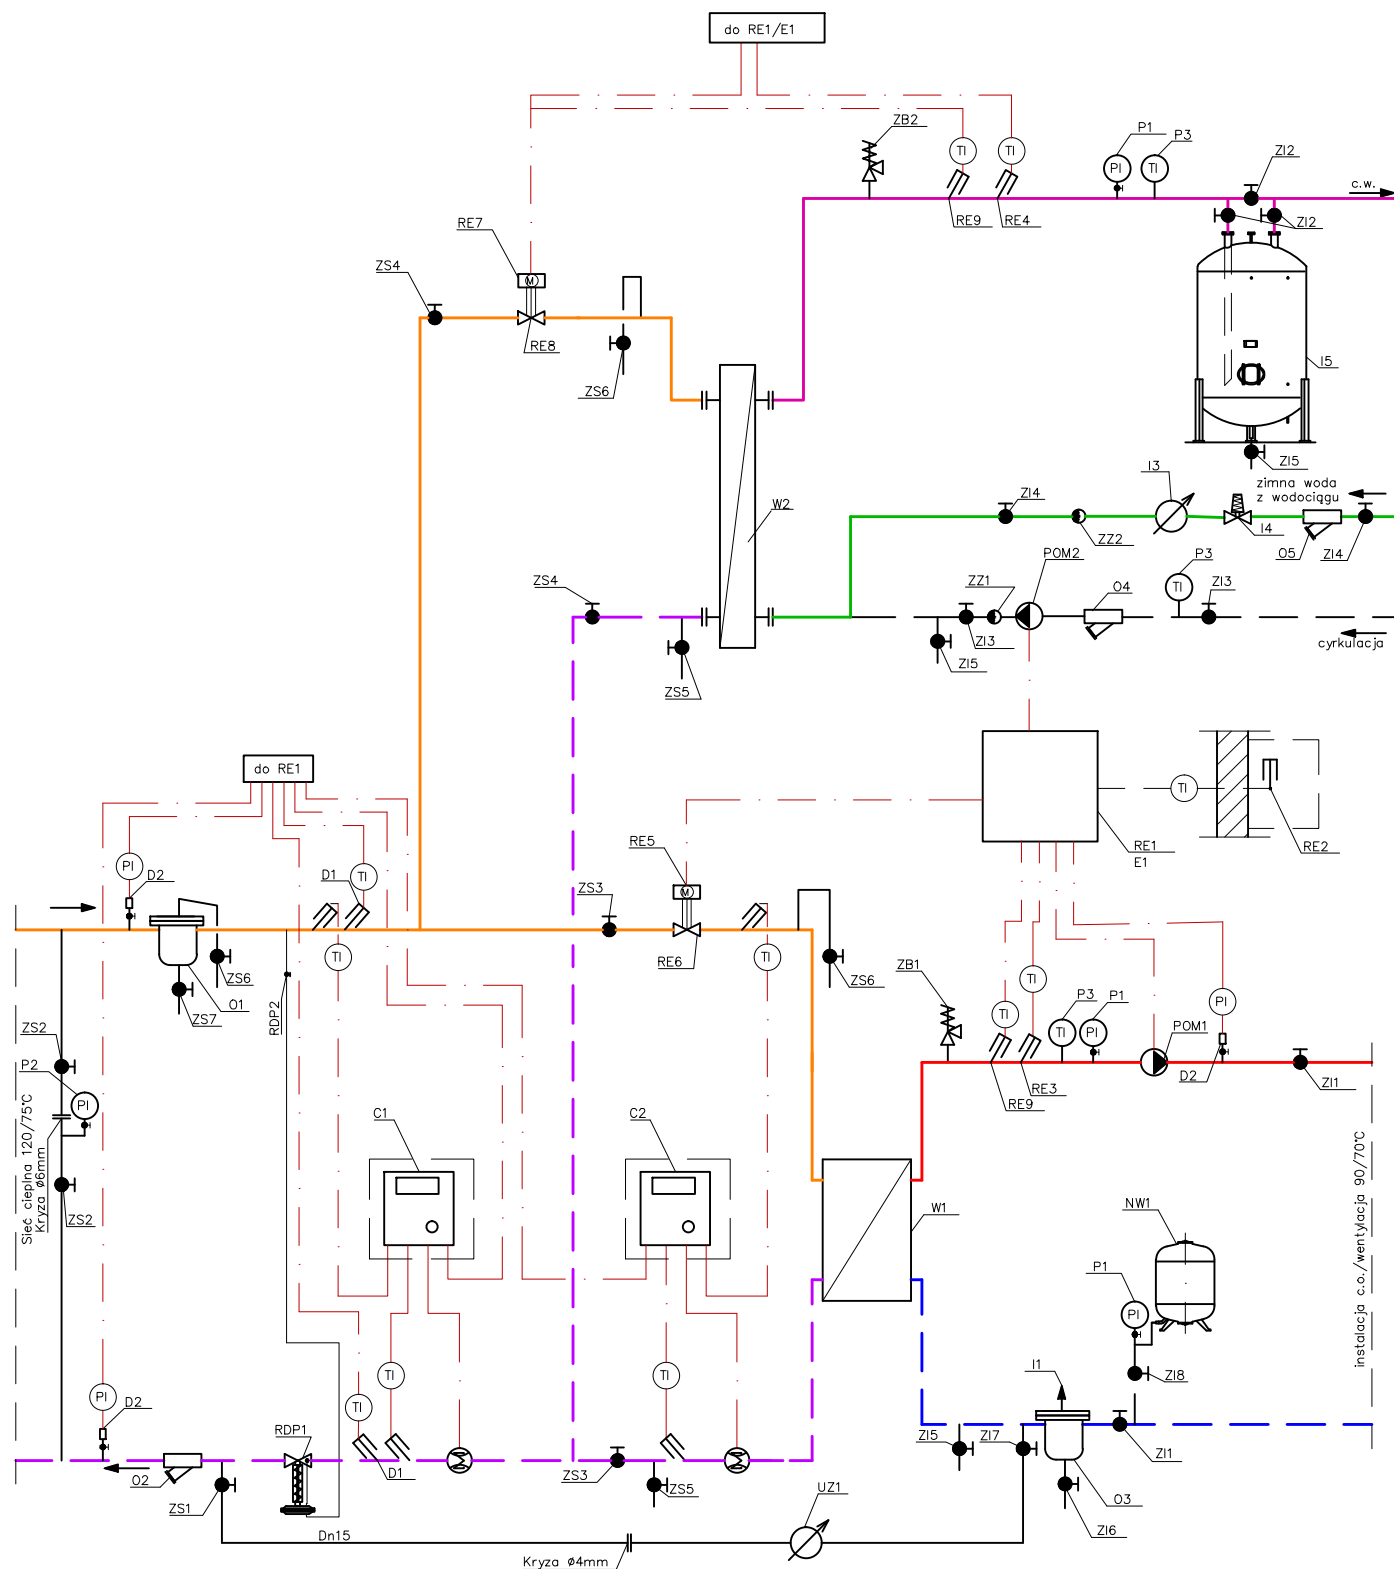 do RE1/E1
ZB2
P1
P3
ZI2
c.w.
TI
TI
PI
TI
RE9
RE4
ZI2
RE7
ZS4
M
RE8
ZS6
I5
ZI5
I3
zimna woda
z wodociągu
W2
ZI4
ZZ2
I4
O5
ZI4
POM2
P3
ZS4
ZZ1
O4
TI
ZI3
ZI3
cyrkulacja
ZI5
ZS5
do RE1
TI
RE5
RE1
E1
RE2
PI
D2
D1
TI
ZS3
M
ZS6
O1
ZS7
RDP2
TI
RE6
TI
ZS6
ZB1
TI
TI
P3
P1
PI
TI
PI
POM1
RE3
RE9
D2
ZI1
ZS2
P2
PI
Sieć cieplna 120/75°C
Kryza ø6mm
ZS2
C1
C2
W1
NW1
P1
PI
instalacja c.o./wentylacja 90/70°C
ZI8
PI
D2
TI
TI
TI
I1
RDP1
O2
ZS1
D1
ZS3
ZS5
ZI5
ZI7
ZI1
O3
ZI6
UZ1
Dn15
Kryza ø4mm